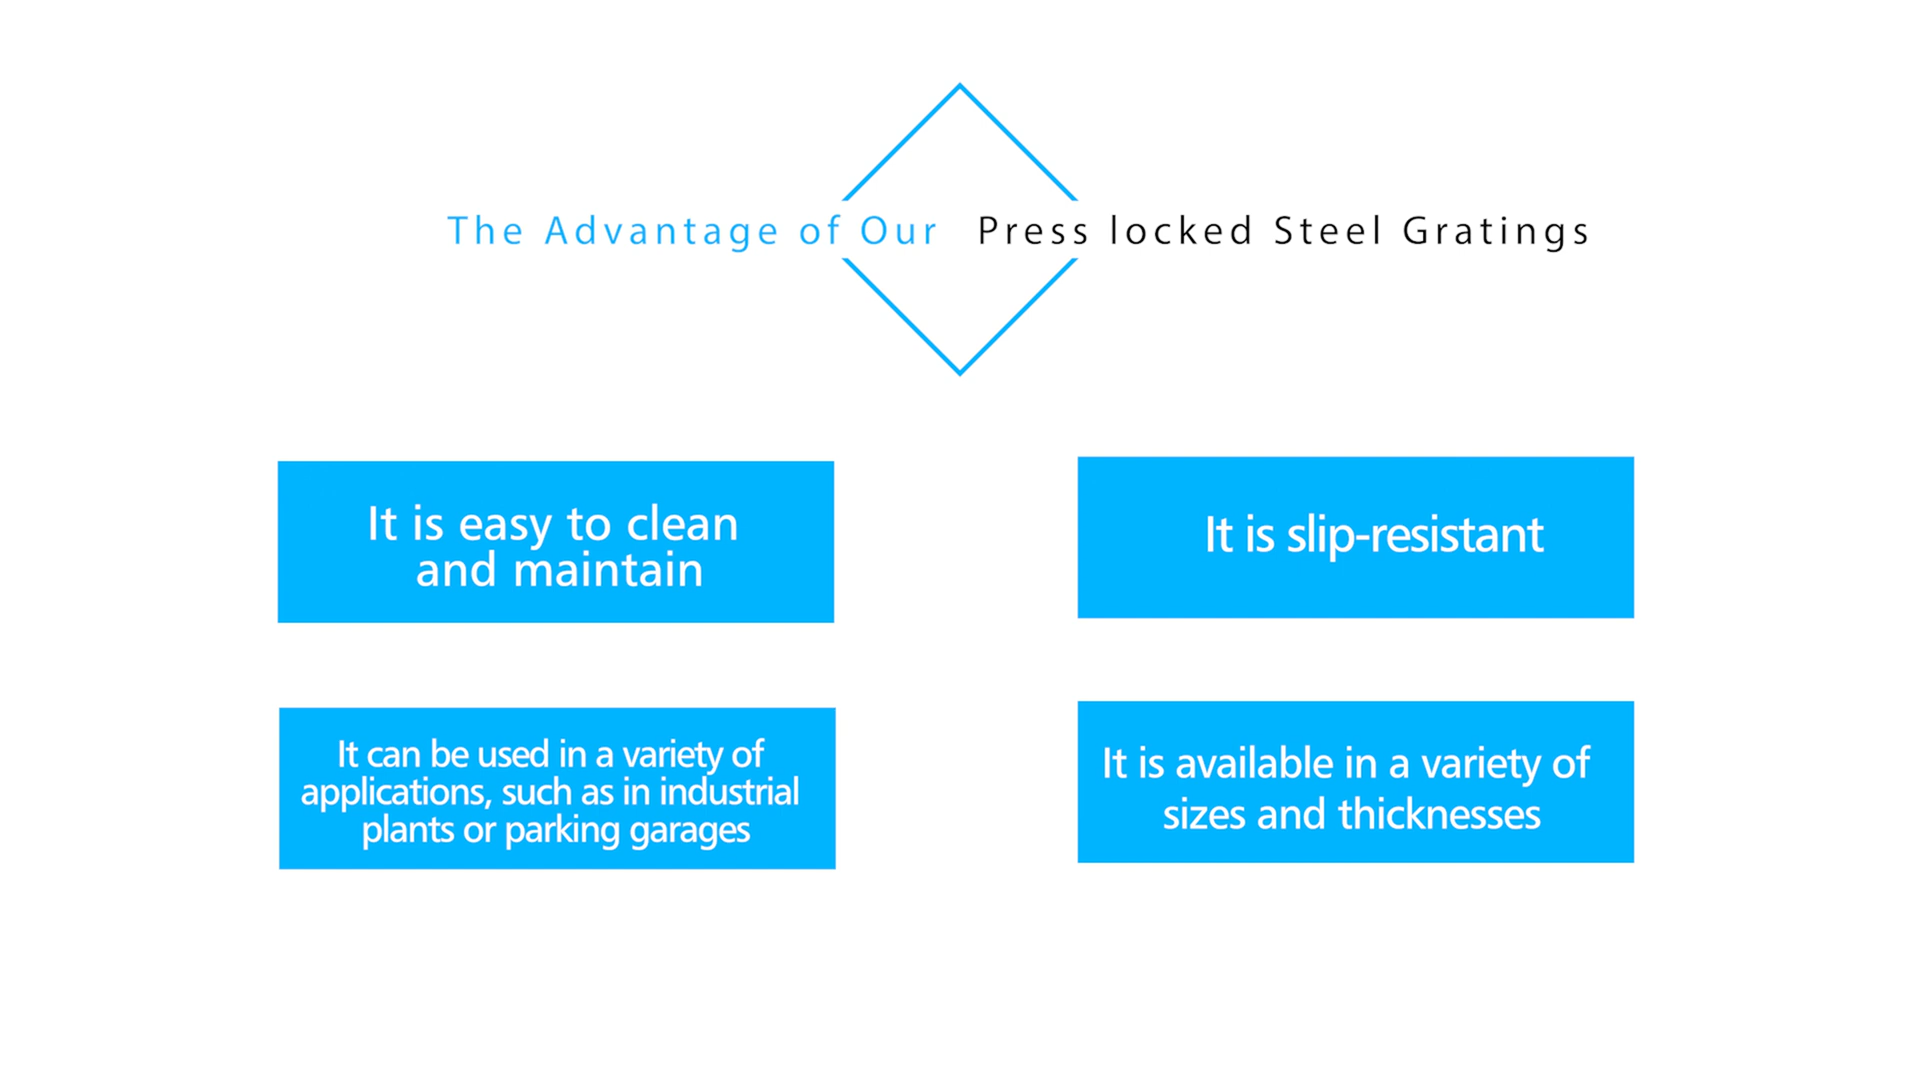 The Advantage of Our Press locked Steel Gratings
It is easy to clean
and maintain
It is slip-resistant
It can be used in a variety of
applications, such as in industrial
plants or parking garages
It is available in a variety of
sizes and thicknesses